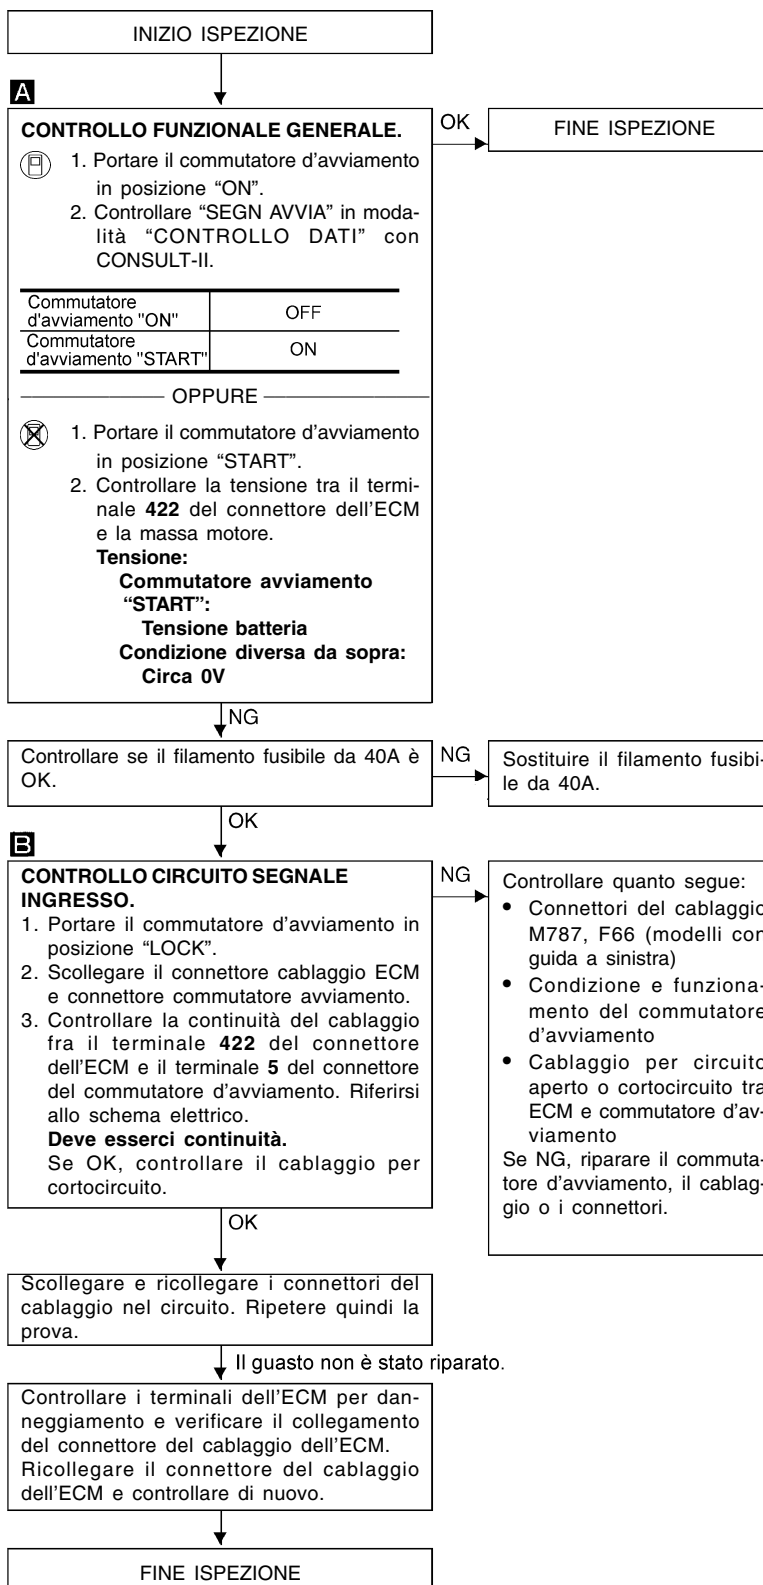 INIZIO ISPEZIONE
A
CONTROLLO FUNZIONALE GENERALE.
1. Portare il commutatore d'avviamento
in posizione “ON”.
2. Controllare “SEGN AVVIA” in moda-
lità “CONTROLLO DATI” con
CONSULT-II.
Commutatore
d'avviamento "ON"
OFF
Commutatore
d'avviamento "START"
ON
OPPURE
1. Portare il commutatore d'avviamento
in posizione “START”.
2. Controllare la tensione tra il termi-
nale 422 del connettore dell'ECM
e la massa motore.
Tensione:
Commutatore avviamento
“START”:
Tensione batteria
Condizione diversa da sopra:
Circa 0V
OK
FINE ISPEZIONE
NG
Controllare se il filamento fusibile da 40A è
OK.
NG
Sostituire il filamento fusibi-
le da 40A.
OK
B
CONTROLLO CIRCUITO SEGNALE
INGRESSO.
1. Portare il commutatore d'avviamento in
posizione “LOCK”.
2. Scollegare il connettore cablaggio ECM
e connettore commutatore avviamento.
3. Controllare la continuità del cablaggio
fra il terminale 422 del connettore
dell'ECM e il terminale 5 del connettore
del commutatore d'avviamento. Riferirsi
allo schema elettrico.
Deve esserci continuità.
Se OK, controllare il cablaggio per
cortocircuito.
NG
Controllare quanto segue:
• Connettori del cablaggio
M787, F66 (modelli con
guida a sinistra)
• Condizione e funziona-
mento del commutatore
d'avviamento
• Cablaggio per circuito
aperto o cortocircuito tra
ECM e commutatore d'av-
viamento
Se NG, riparare il commuta-
tore d'avviamento, il cablag-
gio o i connettori.
OK
Scollegare e ricollegare i connettori del
cablaggio nel circuito. Ripetere quindi la
prova.
Il guasto non è stato riparato.
Controllare i terminali dell'ECM per dan-
neggiamento e verificare il collegamento
del connettore del cablaggio dell'ECM.
Ricollegare il connettore del cablaggio
dell'ECM e controllare di nuovo.
FINE ISPEZIONE